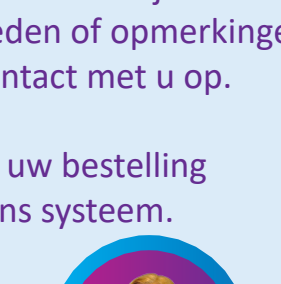 eden of opmerkinge
ntact met u op.
uw bestelling
ns systeem.